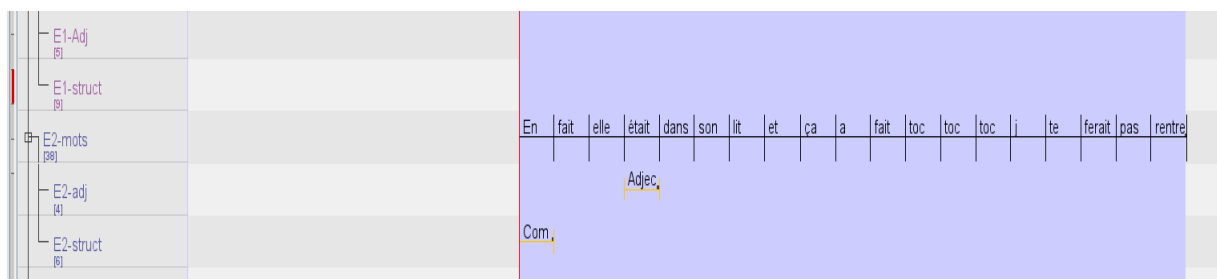 E1-Adj
[5]
E1-struct
[9]
E2-mots
[38]
En fait elle était dans son lit et ça a fait toc toc toc j te ferait pas rentre
E2-adj
[4]
Adjec
E2-struct
[6]
Com